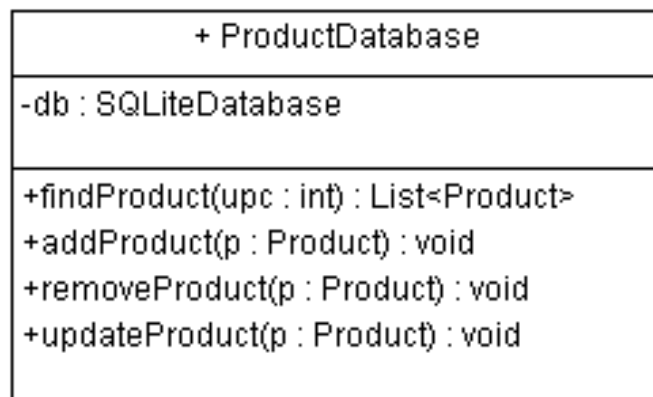 + ProductDatabase
-db : SQLiteDatabase
+findProduct(upc : int) : List<Product>
+addProduct(p : Product) : void
+removeProduct(p : Product) : void
+updateProduct(p : Product) : void